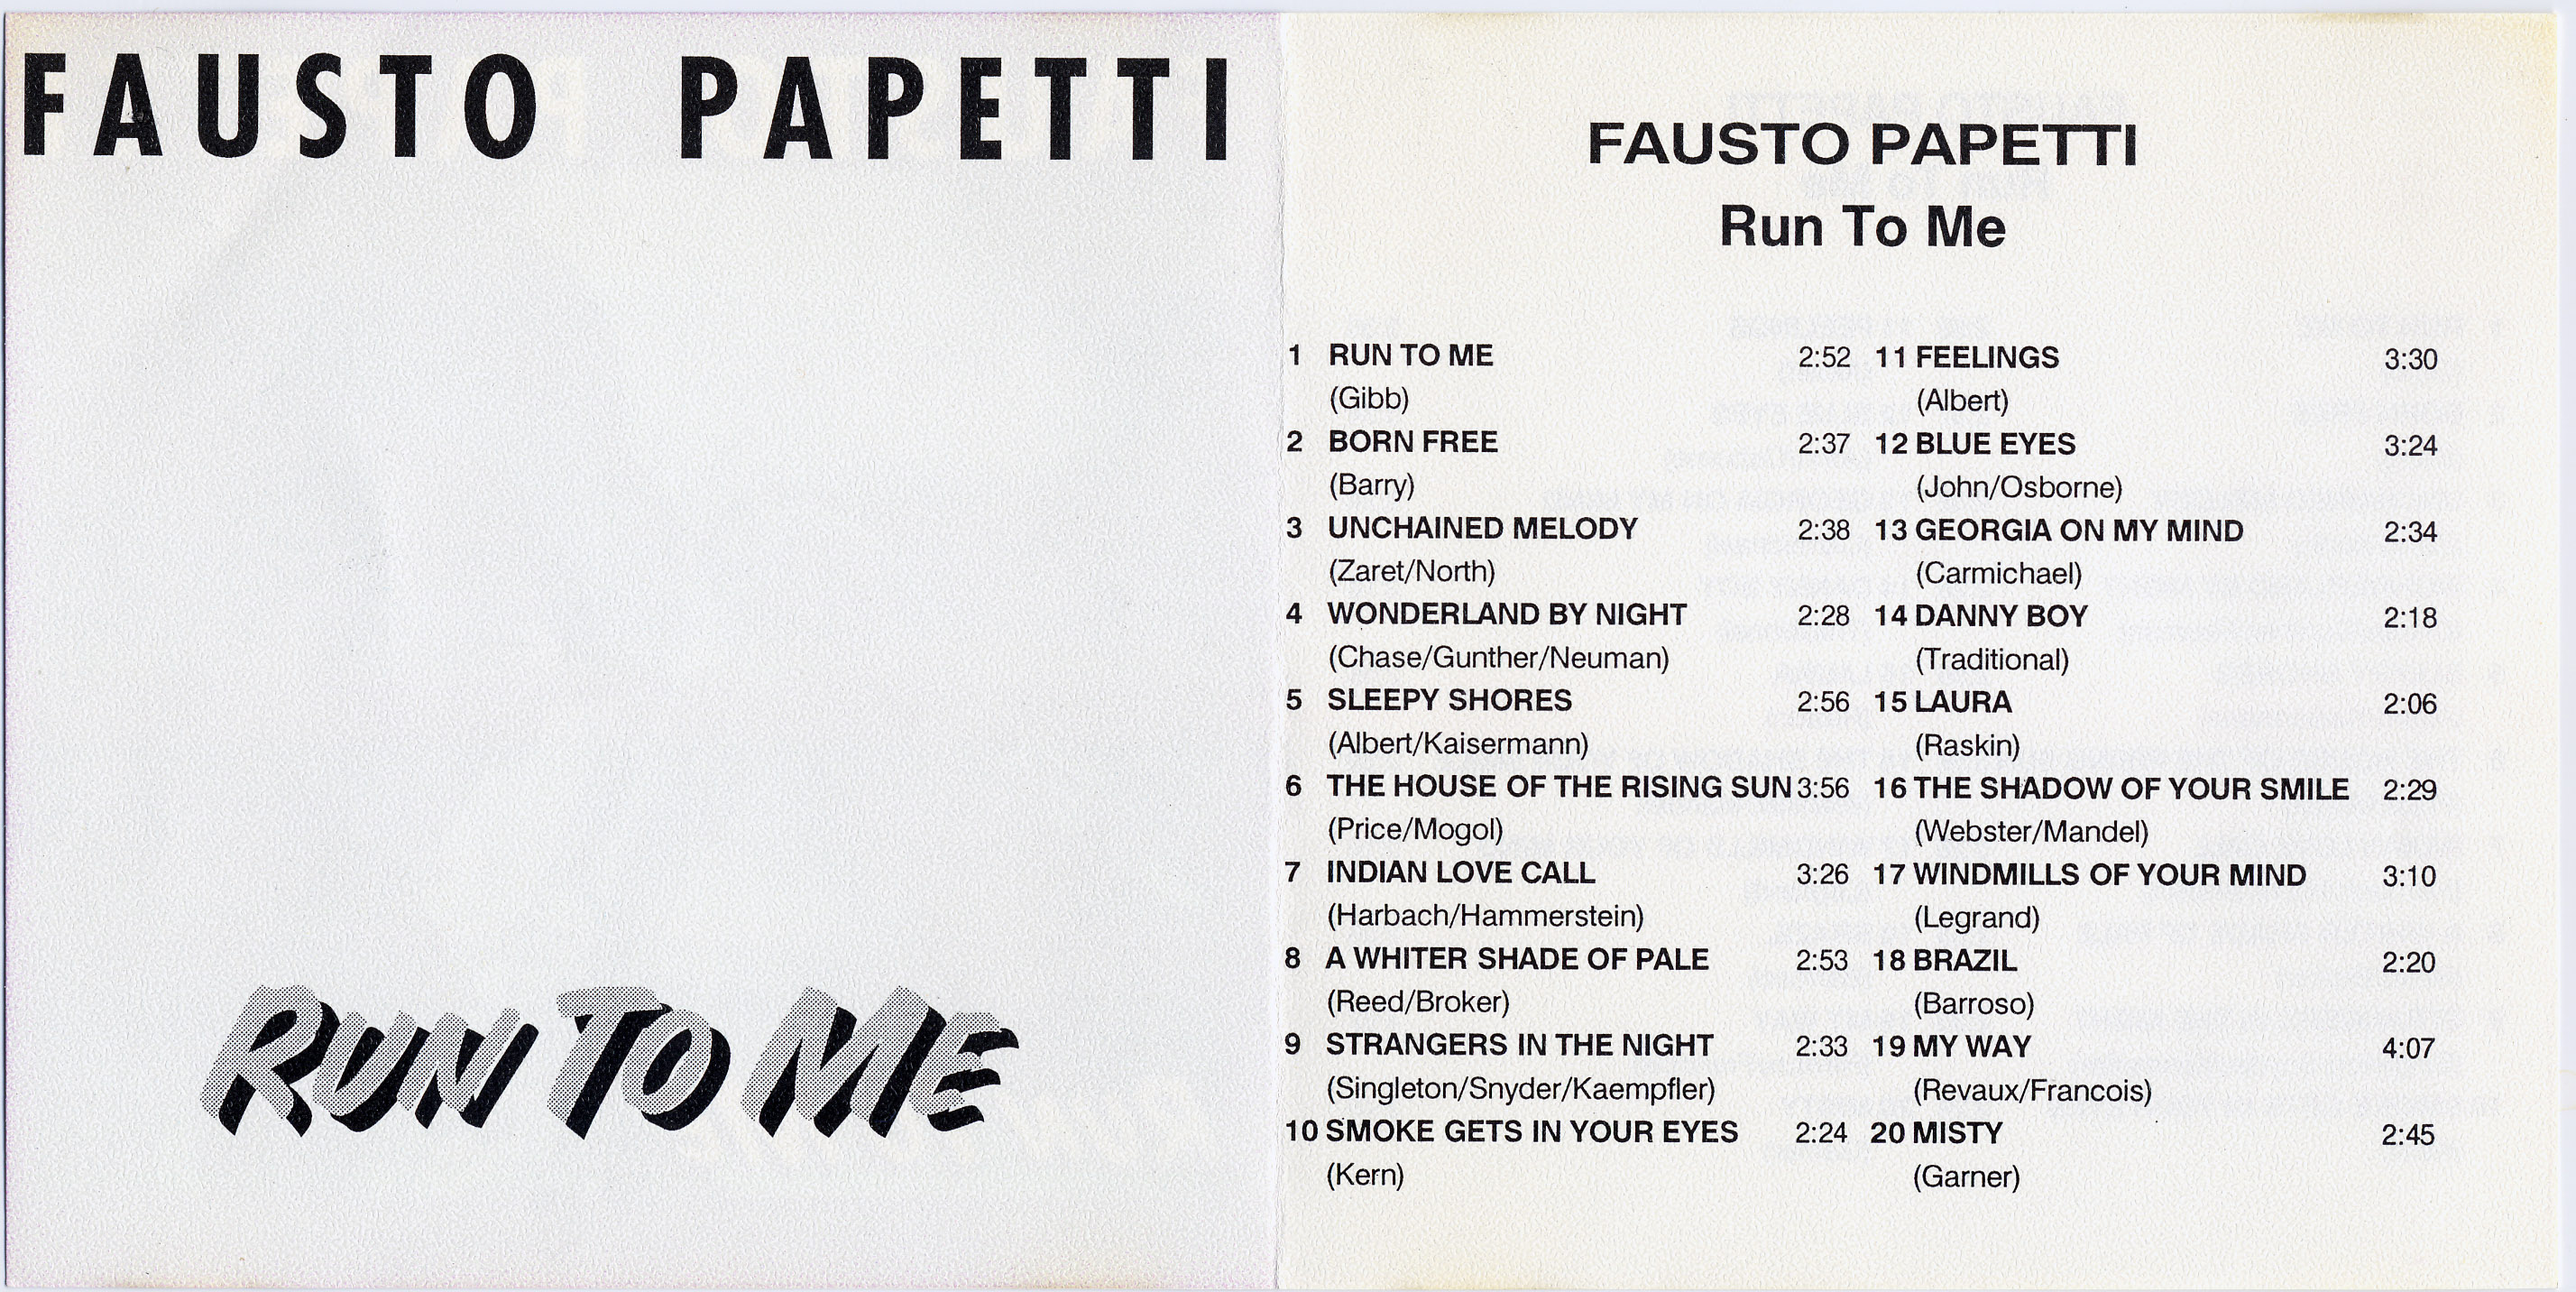 FAUSTO PAPETTI
RUN TO ME
FAUSTO PAPETTI
Run To Me
1 RUN TO ME 2:52
(Gibb)
2 BORN FREE 2:37
(Barry)
3 UNCHAINED MELODY 2:38
(Zaret/North)
4 WONDERLAND BY NIGHT 2:28
(Chase/Gunther/Neuman)
5 SLEEPY SHORES 2:56
(Albert/Kaisermann)
6 THE HOUSE OF THE RISING SUN 3:56
(Price/Mogol)
7 INDIAN LOVE CALL 3:26
(Harbach/Hammerstein)
8 A WHITER SHADE OF PALE 2:53
(Reed/Broker)
9 STRANGERS IN THE NIGHT 2:33
(Singleton/Snyder/Kaempfler)
10 SMOKE GETS IN YOUR EYES 2:24
(Kern)
11 FEELINGS 3:30
(Albert)
12 BLUE EYES 3:24
(John/Osborne)
13 GEORGIA ON MY MIND 2:34
(Carmichael)
14 DANNY BOY 2:18
(Traditional)
15 LAURA 2:06
(Raskin)
16 THE SHADOW OF YOUR SMILE 2:29
(Webster/Mandel)
17 WINDMILLS OF YOUR MIND 3:10
(Legrand)
18 BRAZIL 2:20
(Barroso)
19 MY WAY 4:07
(Revaux/Francois)
20 MISTY 2:45
(Garner)